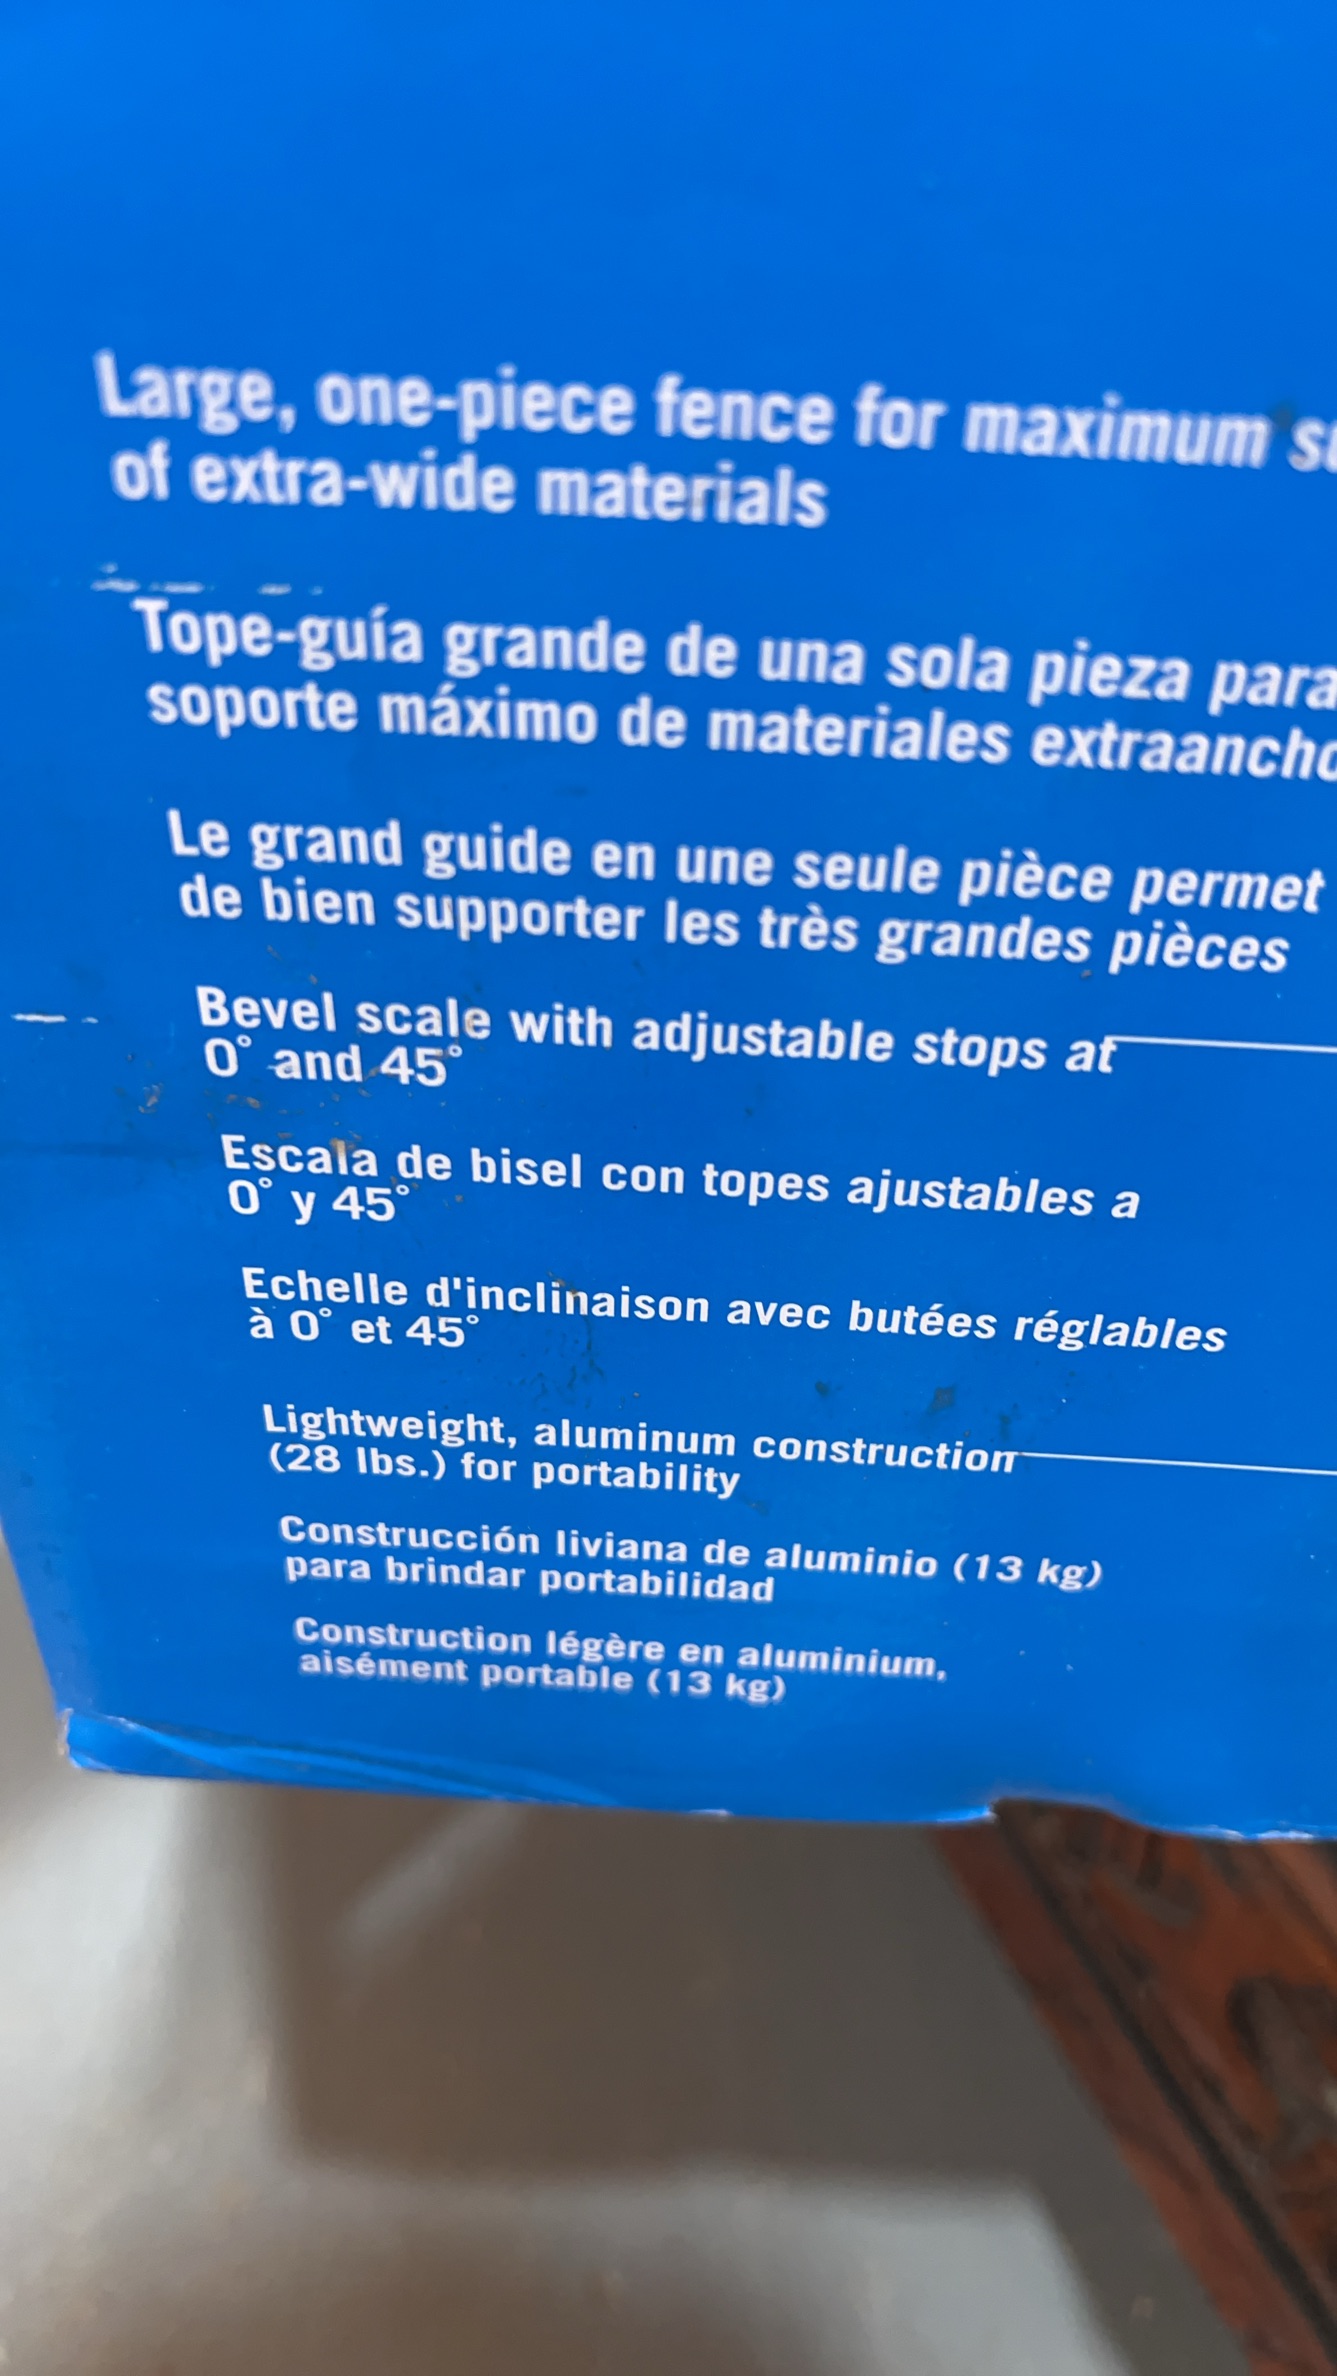 Large, one-piece fence for maximum
of extra-wide materials
Tope-guía grande de una sola pieza para
soporte máximo de materiales
Le grand guide en une seule pièce permet
de bien supporter les très grandes pièces
Bevel scale with adjustable stops at
0° and 45°
Escala de bisel con topes ajustables a
0° y 45°
Echelle d'inclinaison avec butées réglables
à 0° et 45°
Lightweight, aluminum construction
(28 lbs.) for portability
Construcción liviana de aluminio (13 kg)
para brindar portabilidad
Construction légère en aluminium,
aisément portable (13 kg)